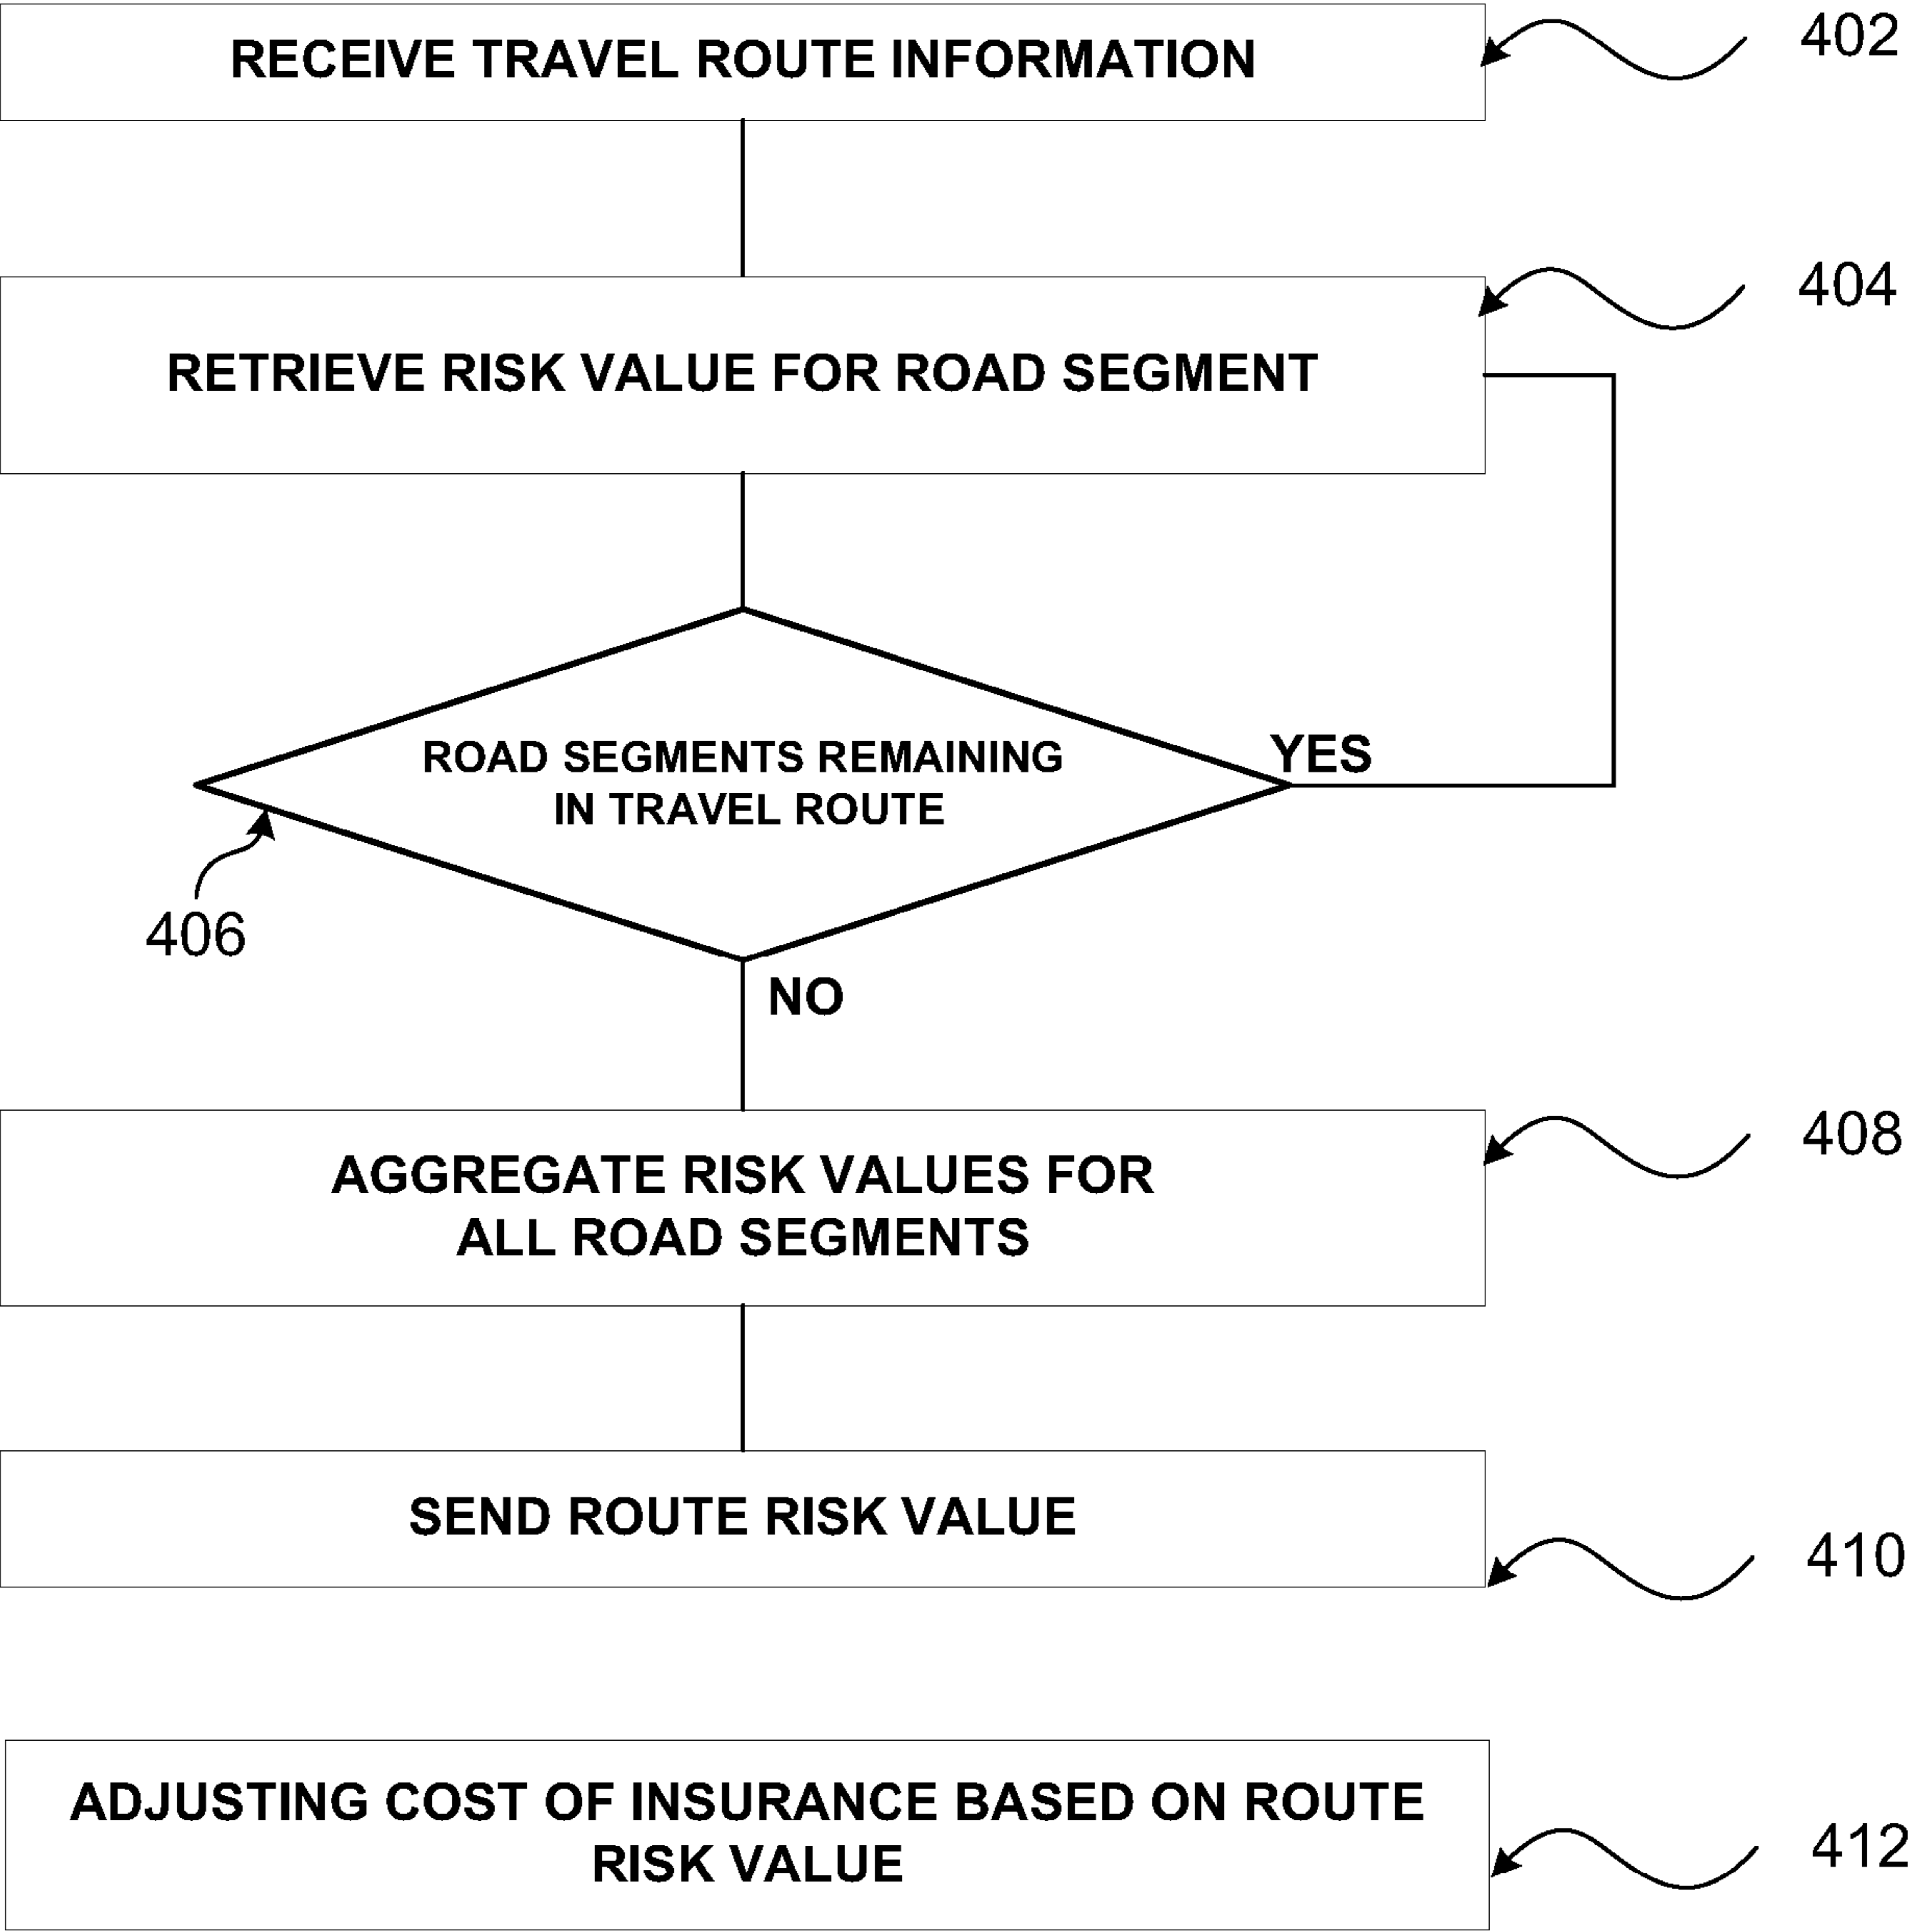 RECEIVE TRAVEL ROUTE INFORMATION
402
404
RETRIEVE RISK VALUE FOR ROAD SEGMENT
ROAD SEGMENTS REMAINING
IN TRAVEL ROUTE
YES
406
NO
408
AGGREGATE RISK VALUES FOR
ALL ROAD SEGMENTS
SEND ROUTE RISK VALUE
410
ADJUSTING COST OF INSURANCE BASED ON ROUTE
RISK VALUE
412